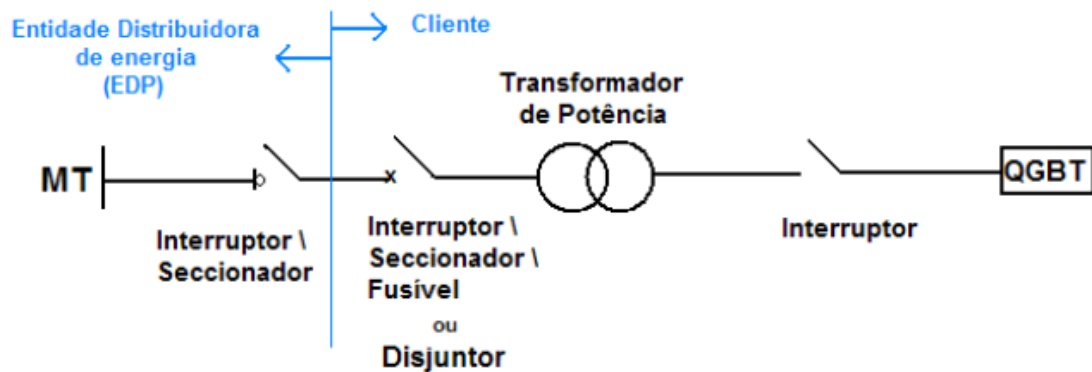 Entidade Distribuidora
de energia
(EDP)
Cliente
Transformador
de Potência
MT
QGBT
Interruptor \
Seccionador
Interruptor \
Seccionador \
Fusível
ou
Disjuntor
Interruptor